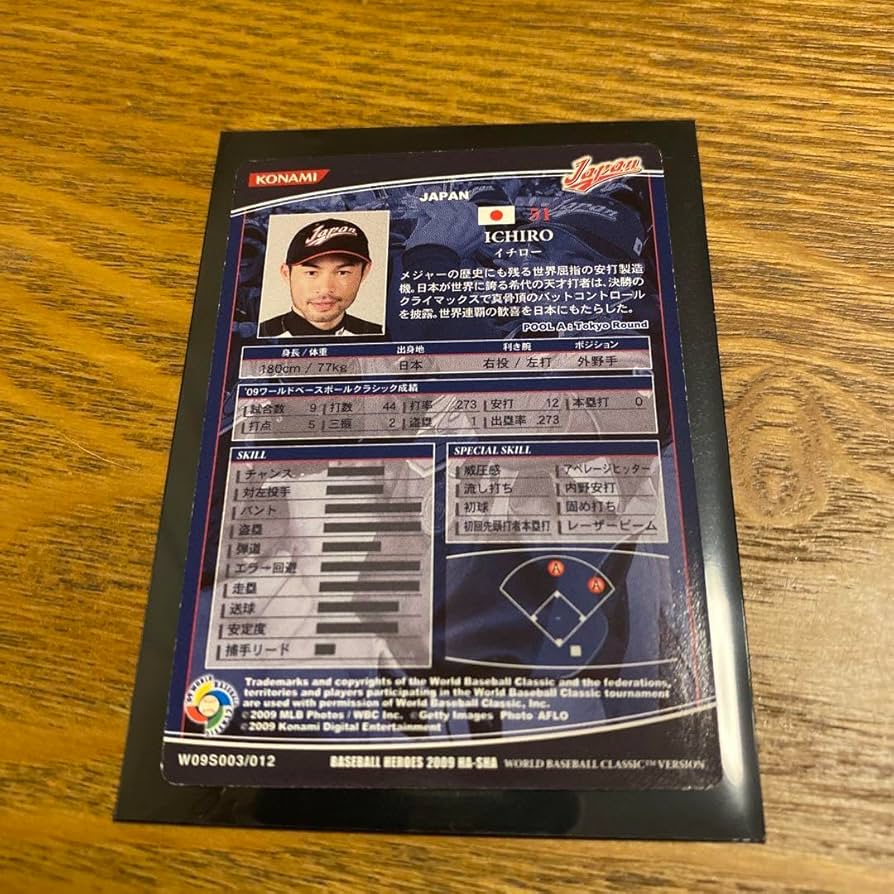 KONAMI
Japan
JAPAN
51
ICHIRO
イチロー
メジャーの歴史にも残る世界屈指の安打製造
機。日本が世界に誇る希代の天才打者は、決勝の
クライマックスで真骨頂のバットコントロール
を披露。世界連覇の歓喜を日本にもたらした。
POOL A : Tokyo Round
Japan
身長 / 体重 出身地 利き腕 ポジション
180cm / 77kg 日本 右投 / 左打 外野手
'09ワールドベースボールクラシック成績
試合数 9 打数 44 打率 .273 安打 12 本塁打 0
打点 5 三振 2 盗塁 1 出塁率 .273
SKILL
チャンス
対左投手
バント
盗塁
弾道
エラー回避
走塁
送球
安定度
捕手リード
SPECIAL SKILL
威圧感 アベレージヒッター
流し打ち 内野安打
初球 固め打ち
初回先頭打者本塁打 レーザービーム
A
A
Trademarks and copyrights of the World Baseball Classic and the federations,
territories and players participating in the World Baseball Classic tournament
are used with permission of World Baseball Classic, Inc.
©2009 MLB Photos / WBC Inc. ©Getty Images Photo AFLO
©2009 Konami Digital Entertainment
09 WORLD BASEBALL CLASSIC
W09S003/012 BASEBALL HEROES 2009 HA-SHA WORLD BASEBALL CLASSIC™ VERSION